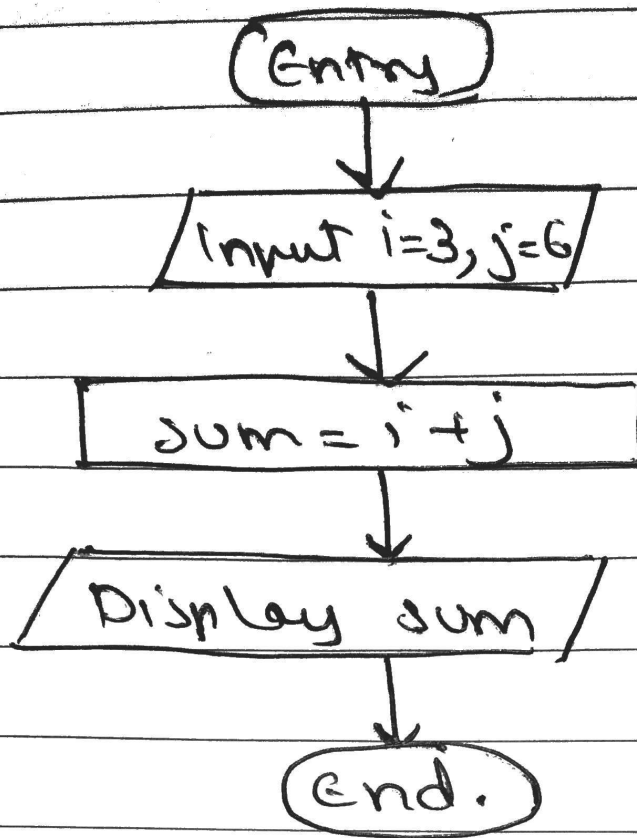 Entry
Input i=3, j=6
sum = i + j
Display sum
End.